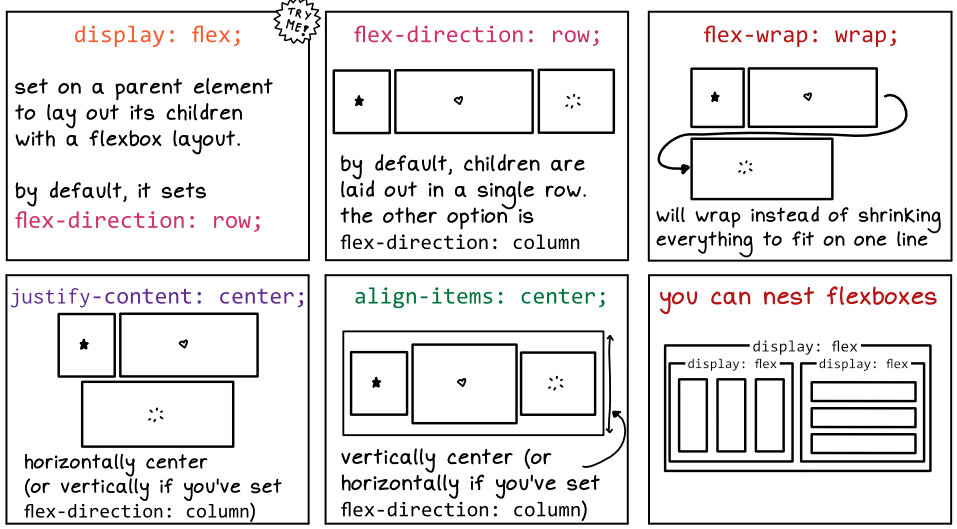 display: flex;
TRY
ME!
set on a parent element
to lay out its children
with a flexbox layout.
by default, it sets
flex-direction: row;
flex-direction: row;
by default, children are
laid out in a single row.
the other option is
flex-direction: column
flex-wrap: wrap;
will wrap instead of shrinking
everything to fit on one line
justify-content: center;
horizontally center
(or vertically if you've set
flex-direction: column)
align-items: center;
vertically center (or
horizontally if you've set
flex-direction: column)
you can nest flexboxes
display: flex
display: flex
display: flex